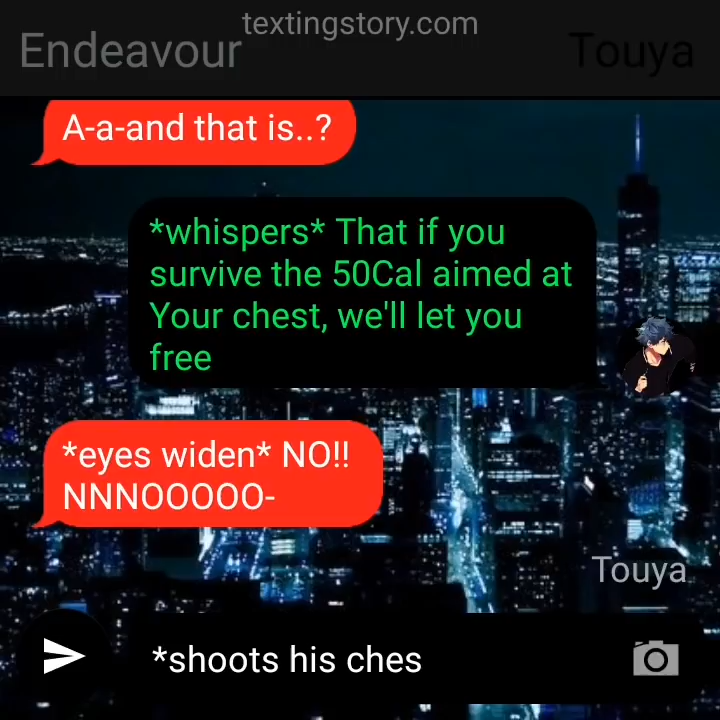 textingstory.com
Endeavour
Touya
A-a-and that is..?
*whispers* That if you
survive the 50Cal aimed at
Your chest, we'll let you
free
*eyes widen* NO!!
NNNOOOOO-
Touya
*shoots his ches